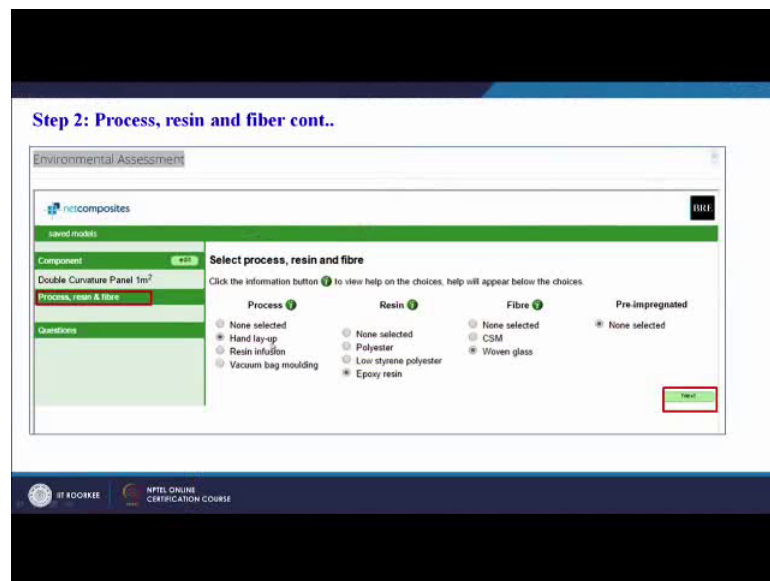 Step 2: Process, resin and fiber cont..
Environmental Assessment
netcomposites
BRE
saved models
Component edit
Double Curvature Panel 1m²
Process, resin & fibre
Questions
Select process, resin and fibre
Click the information button i to view help on the choices, help will appear below the choices.
Process i
None selected
Hand lay-up
Resin infusion
Vacuum bag moulding
Resin i
None selected
Polyester
Low styrene polyester
Epoxy resin
Fibre i
None selected
CSM
Woven glass
Pre-impregnated
None selected
Next
IIT ROORKEE
NPTEL ONLINE
CERTIFICATION COURSE